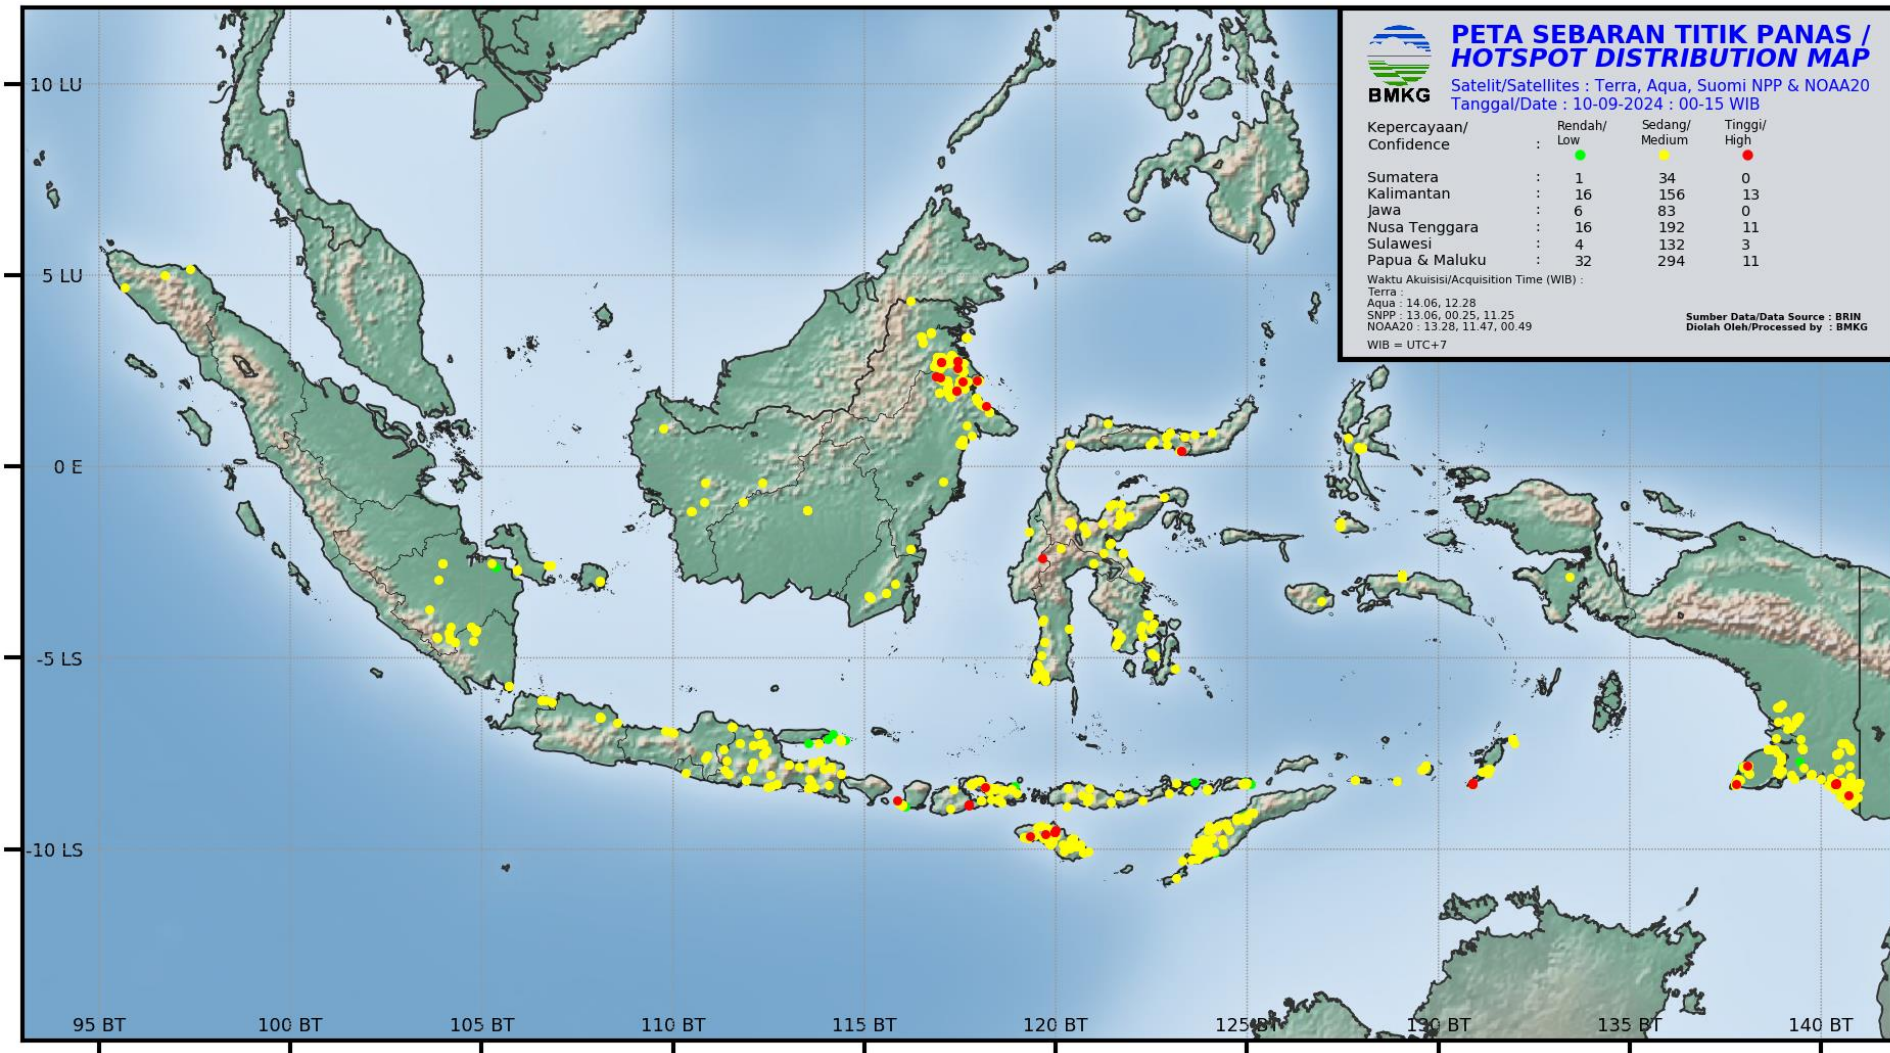 PETA SEBARAN TITIK PANAS /
HOTSPOT DISTRIBUTION MAP
BMKG
Satelit/Satellites : Terra, Aqua, Suomi NPP & NOAA20
Tanggal/Date : 10-09-2024 : 00-15 WIB
Kepercayaan/ Rendah/ Sedang/ Tinggi/
Confidence : Low Medium High
Sumatera : 1 34 0
Kalimantan : 16 156 13
Jawa : 6 83 0
Nusa Tenggara : 16 192 11
Sulawesi : 4 132 3
Papua & Maluku : 32 294 11
Waktu Akuisisi/Acquisition Time (WIB) :
Terra :
Aqua : 14.06, 12.28
SNPP : 13.06, 00.25, 11.25
NOAA20 : 13.28, 11.47, 00.49
WIB = UTC+7
Sumber Data/Data Source : BRIN
Diolah Oleh/Processed by : BMKG
10 LU
5 LU
0 E
-5 LS
-10 LS
95 BT 100 BT 105 BT 110 BT 115 BT 120 BT 125 BT 130 BT 135 BT 140 BT